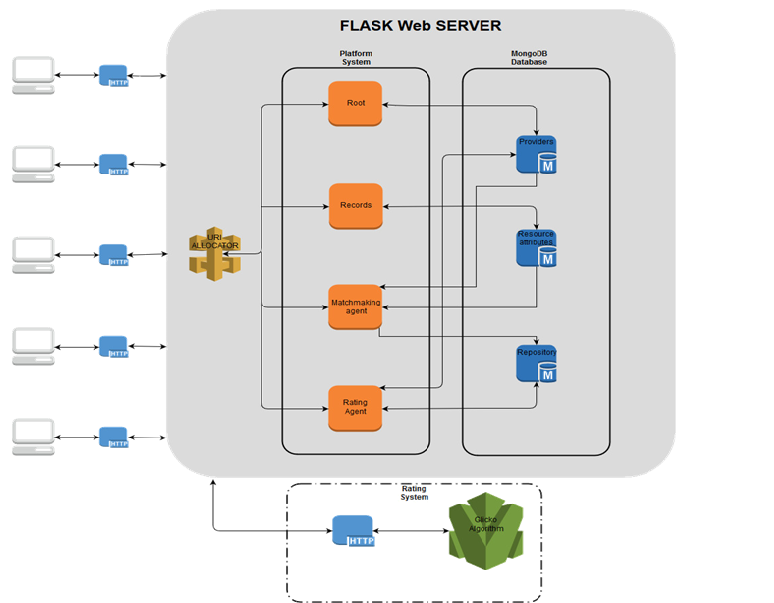 FLASK Web SERVER
Platform
System
MongoDB
Database
HTTP
Root
Providers
M
HTTP
Records
URI
ALLOCATOR
Resource
attributes
M
HTTP
Matchmaking
agent
HTTP
Repository
M
Rating
Agent
HTTP
Rating
System
HTTP
Glicko
Algorithm